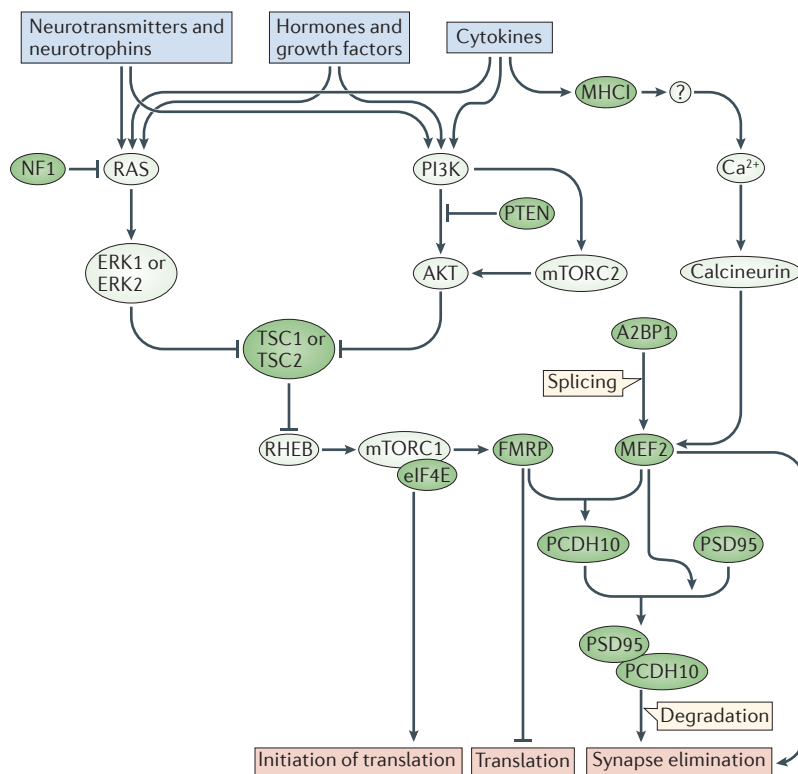 Neurotransmitters and
neurotrophins
Hormones and
growth factors
Cytokines
MHCI
?
NF1
RAS
PI3K
Ca²⁺
PTEN
ERK1 or
ERK2
AKT
mTORC2
Calcineurin
TSC1 or
TSC2
A2BP1
Splicing
RHEB
mTORC1
eIF4E
FMRP
MEF2
PCDH10
PSD95
PSD95
PCDH10
Degradation
Initiation of translation
Translation
Synapse elimination